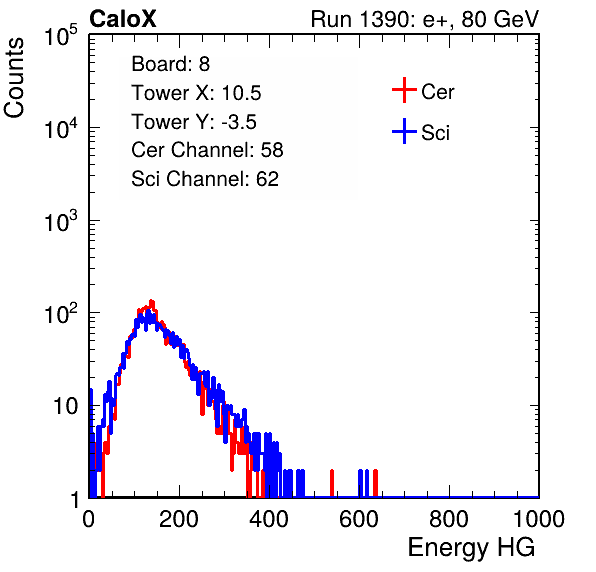 CaloX Run 1390: e+, 80 GeV
Counts
10^5
10^4
10^3
10^2
10
1
Board: 8
Tower X: 10.5
Tower Y: -3.5
Cer Channel: 58
Sci Channel: 62
Cer
Sci
0 200 400 600 800 1000
Energy HG